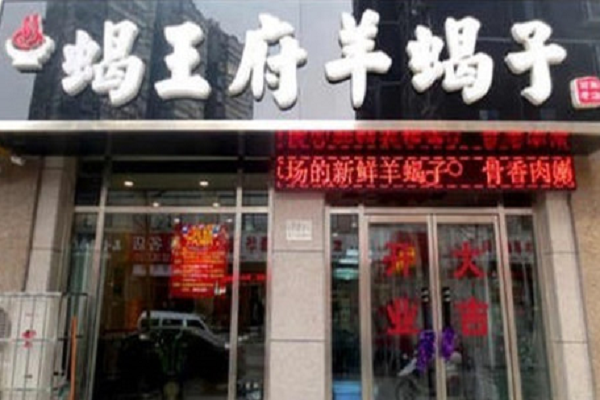 蝎王府羊蝎子
场的新鲜羊蝎子。骨香肉嫩
开 大
业 吉